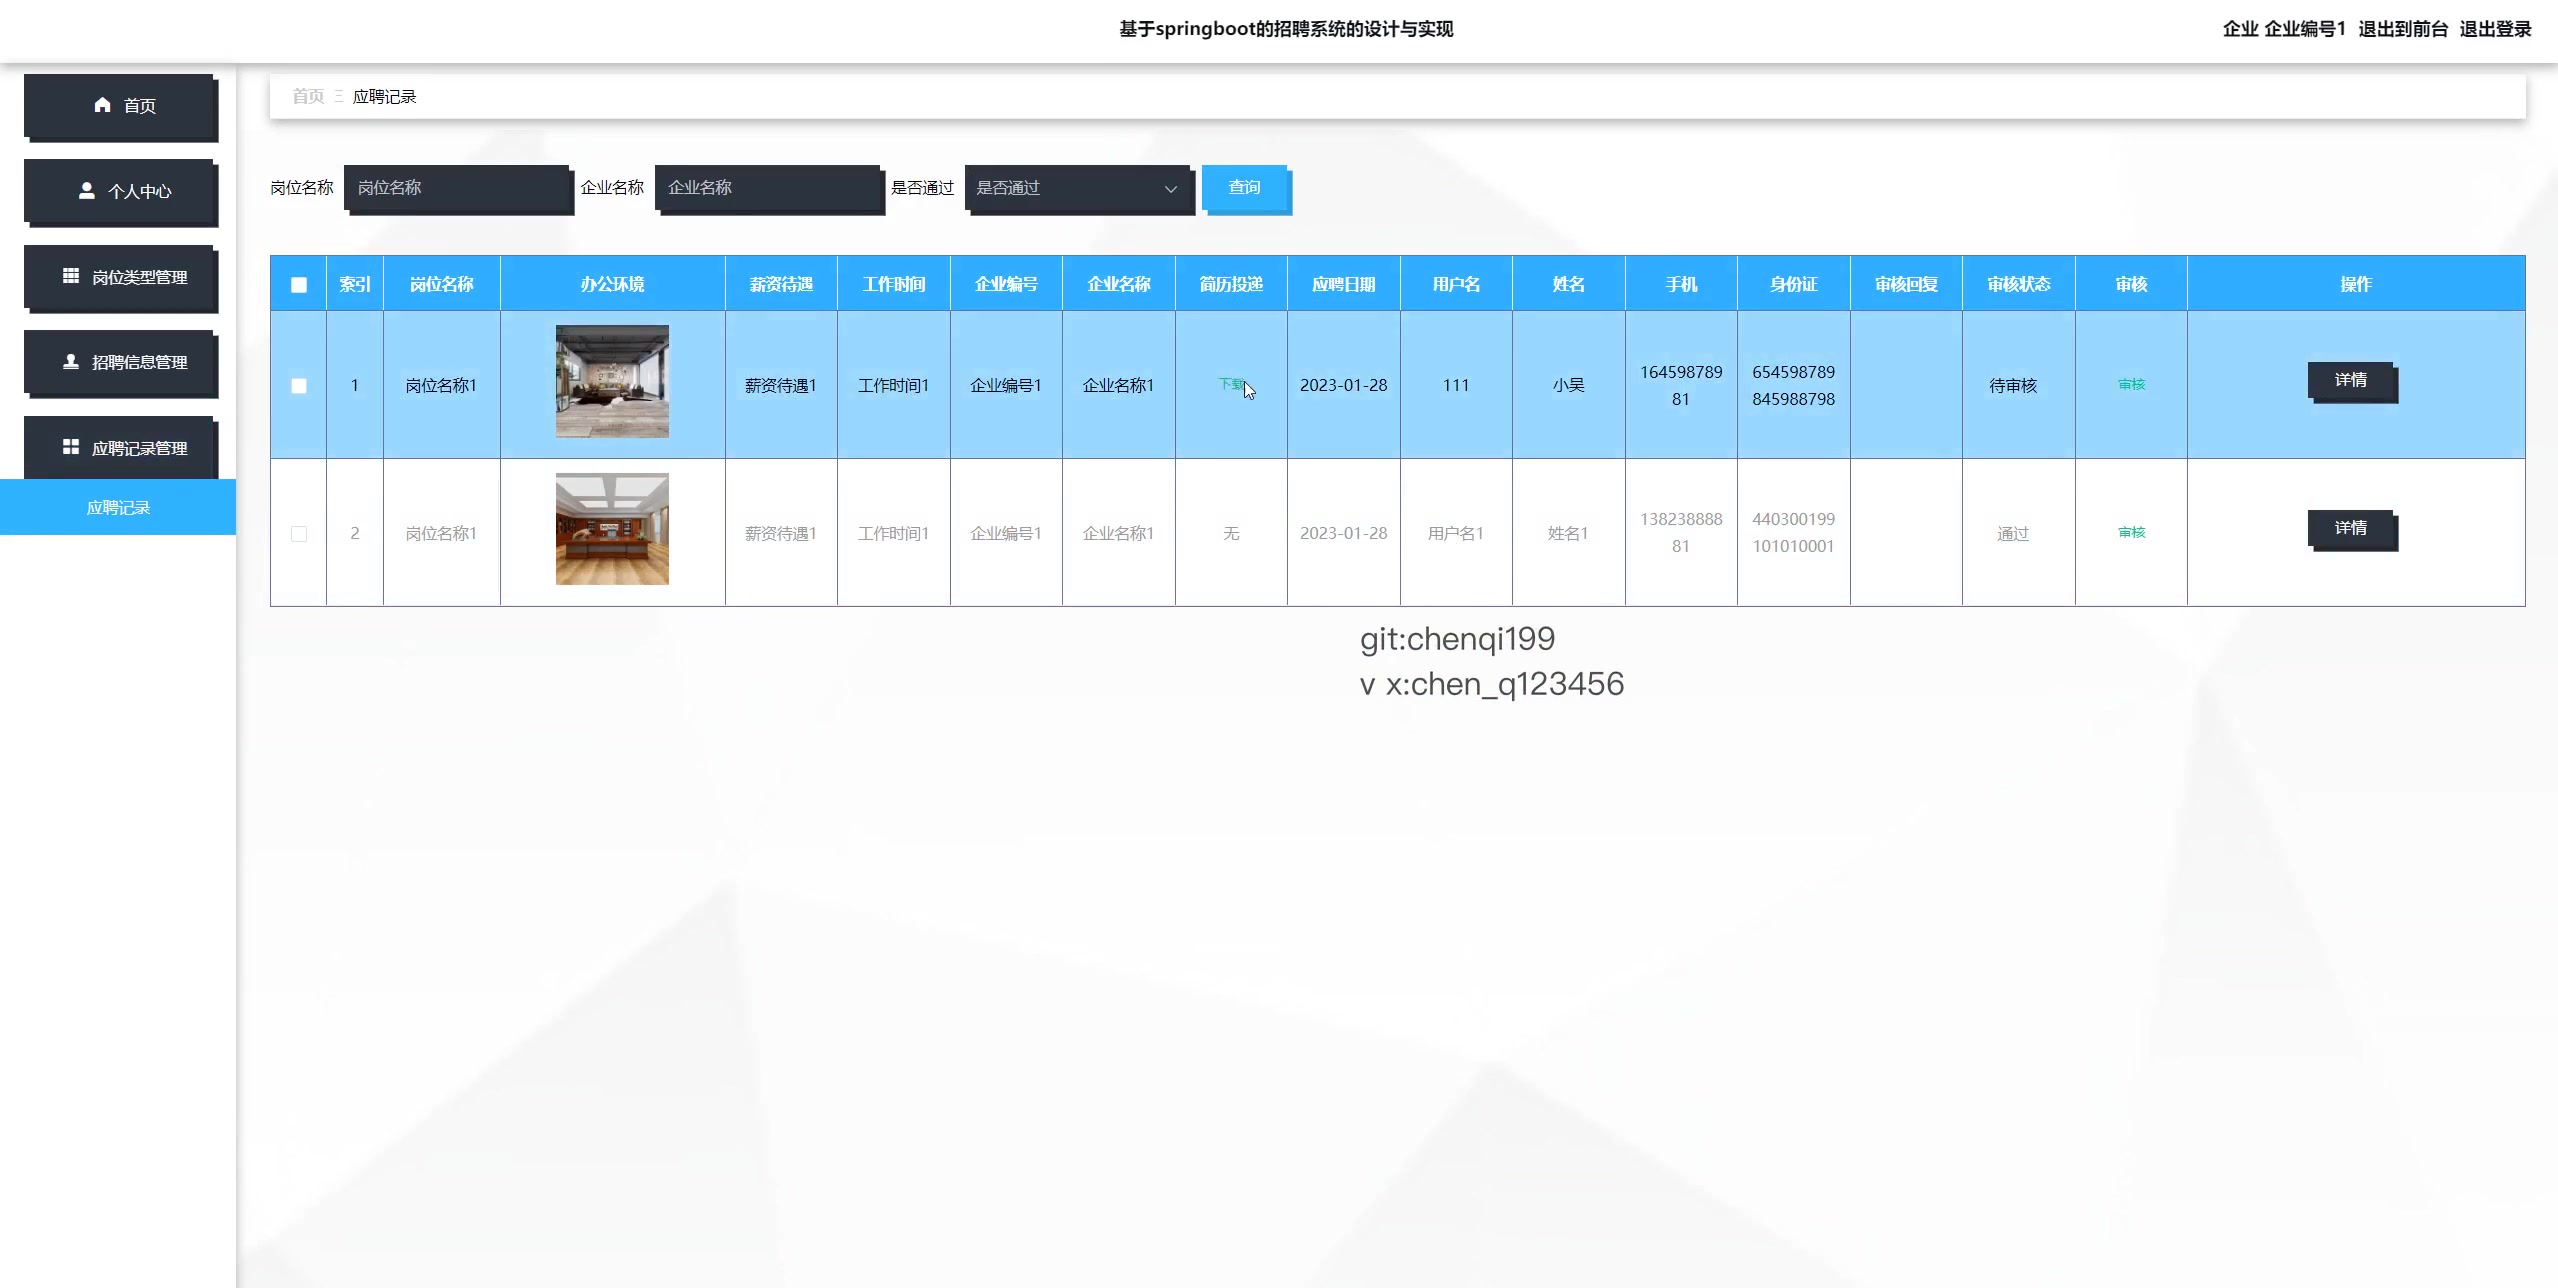 基于springboot的招聘系统的设计与实现
企业 企业编号1 退出到前台 退出登录
首页
个人中心
岗位类型管理
招聘信息管理
应聘记录管理
应聘记录
首页 应聘记录
岗位名称 岗位名称 企业名称 企业名称 是否通过 是否通过 查询
索引 岗位名称 办公环境 薪资待遇 工作时间 企业编号 企业名称 简历投递 应聘日期 用户名 姓名 手机 身份证 审核回复 审核状态 审核 操作
1 岗位名称1 薪资待遇1 工作时间1 企业编号1 企业名称1 下载 2023-01-28 111 小吴 164598789 654598789 待审核 审核 详情
81 845988798
2 岗位名称1 薪资待遇1 工作时间1 企业编号1 企业名称1 无 2023-01-28 用户名1 姓名1 138238888 440300199 通过 审核 详情
81 101010001
git:chenqi199
v x:chen_q123456